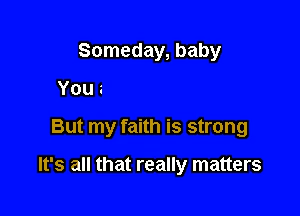 Someday, baby
You
But my faith is strong
It's all that really matters